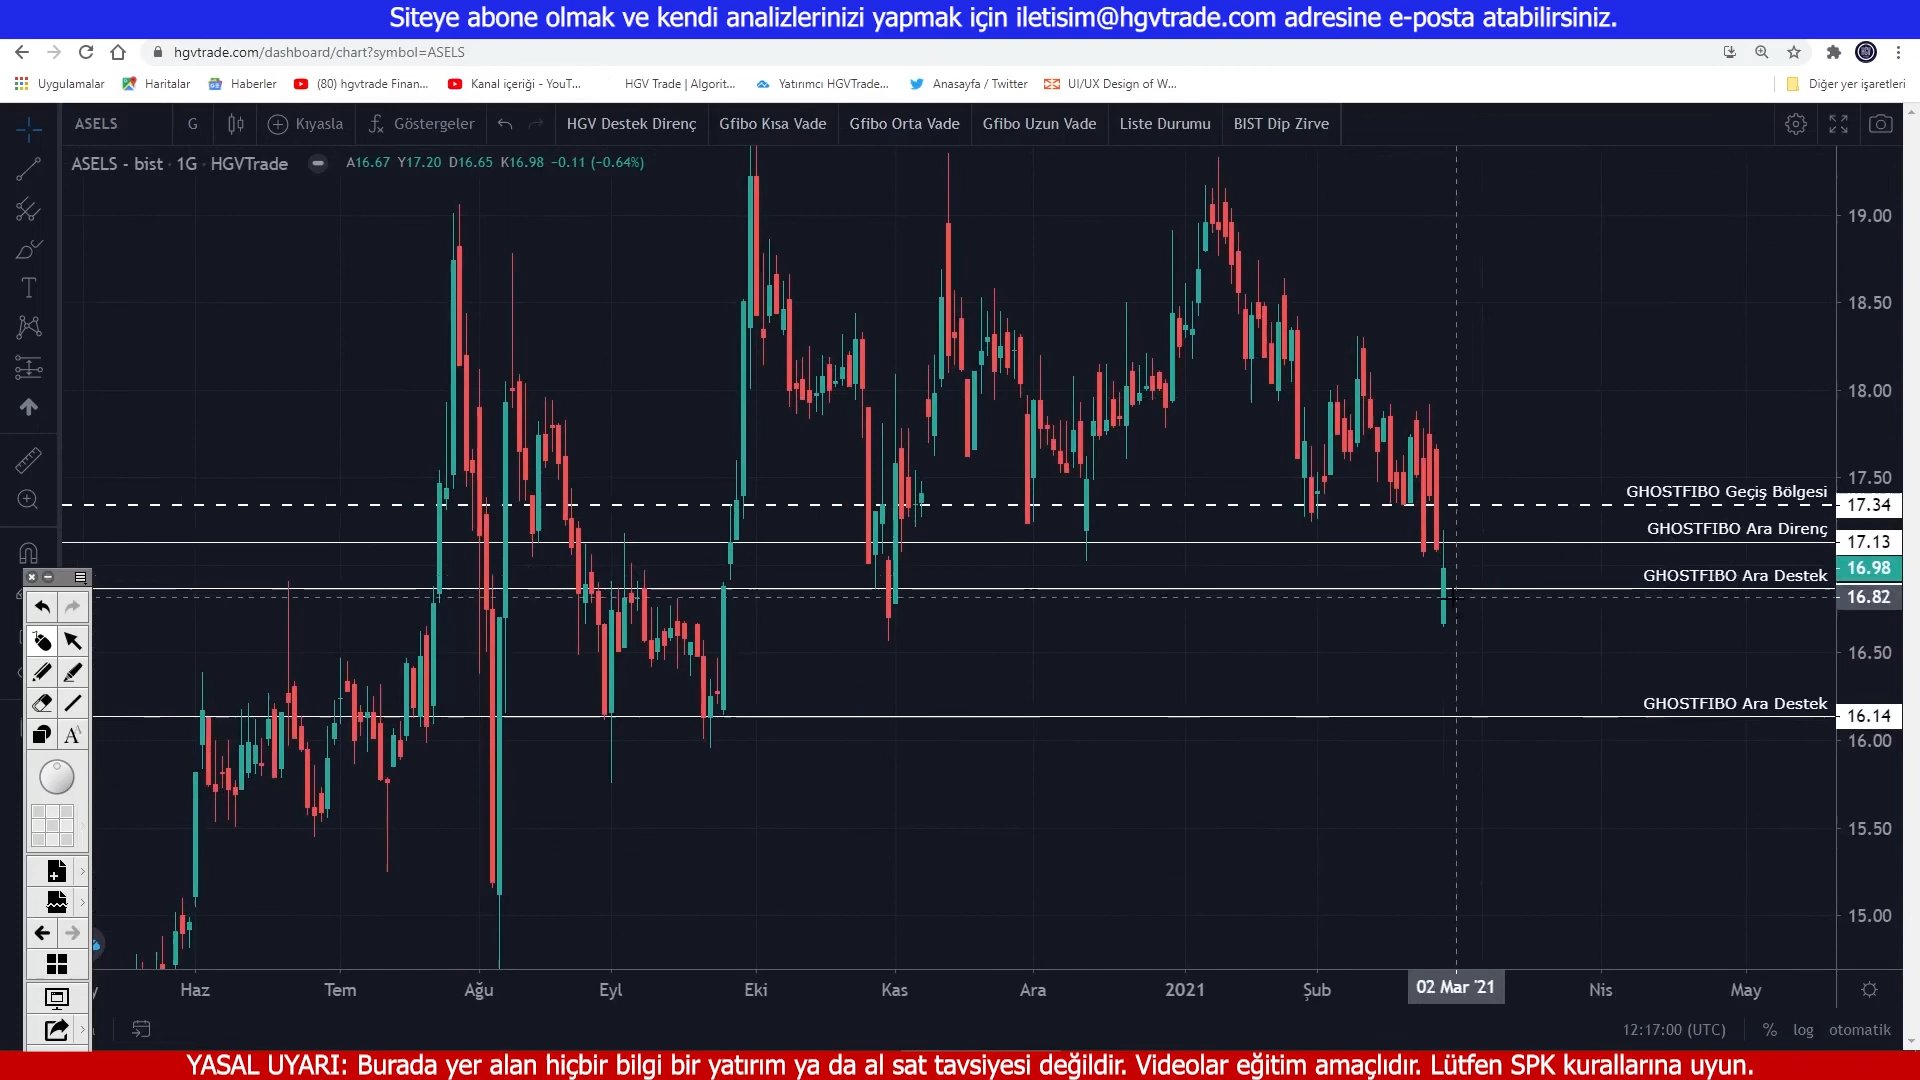 Siteye abone olmak ve kendi analizlerinizi yapmak için iletisim@hgvtrade.com adresine e-posta atabilirsiniz.
hgvtrade.com/dashboard/chart?symbol=ASELS
Uygulamalar Haritalar Haberler (80) hgvtrade Finan... Kanal içeriği - YouT... HGV Trade | Algorit... Yatırımcı HGVTrade... Anasayfa / Twitter UI/UX Design of W... Diğer yer işaretleri
ASELS G Kıyasla Göstergeler HGV Destek Direnç Gfibo Kısa Vade Gfibo Orta Vade Gfibo Uzun Vade Liste Durumu BIST Dip Zirve
ASELS - bist · 1G · HGVTrade A16.67 Y17.20 D16.65 K16.98 −0.11 (−0.64%)
19.00
18.50
18.00
17.50
GHOSTFIBO Geçiş Bölgesi 17.34
GHOSTFIBO Ara Direnç 17.13
16.98
GHOSTFIBO Ara Destek
16.82
16.50
GHOSTFIBO Ara Destek 16.14
16.00
15.50
15.00
Haz Tem Ağu Eyl Eki Kas Ara 2021 Şub 02 Mar '21 Nis May
12:17:00 (UTC) % log otomatik
YASAL UYARI: Burada yer alan hiçbir bilgi bir yatırım ya da al sat tavsiyesi değildir. Videolar eğitim amaçlıdır. Lütfen SPK kurallarına uyun.